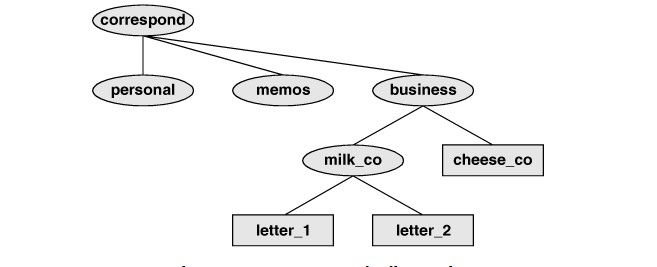 correspond
personal memos business
milk_co cheese_co
letter_1 letter_2